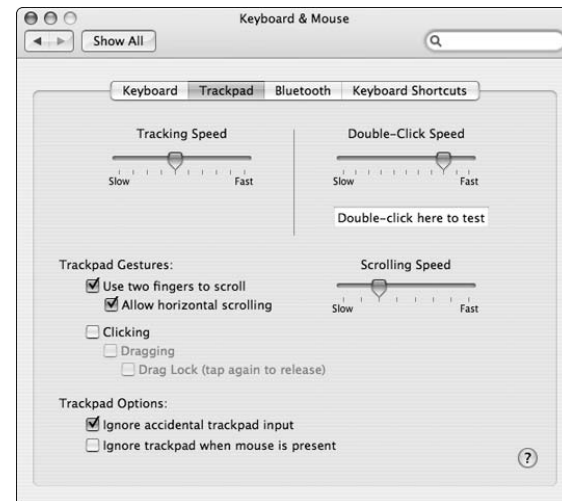 Keyboard & Mouse
Show All
Keyboard Trackpad Bluetooth Keyboard Shortcuts
Tracking Speed Double-Click Speed
Slow Fast Slow Fast
Double-click here to test
Trackpad Gestures: Scrolling Speed
Use two fingers to scroll
Allow horizontal scrolling
Slow Fast
Clicking
Dragging
Drag Lock (tap again to release)
Trackpad Options:
Ignore accidental trackpad input
Ignore trackpad when mouse is present
?